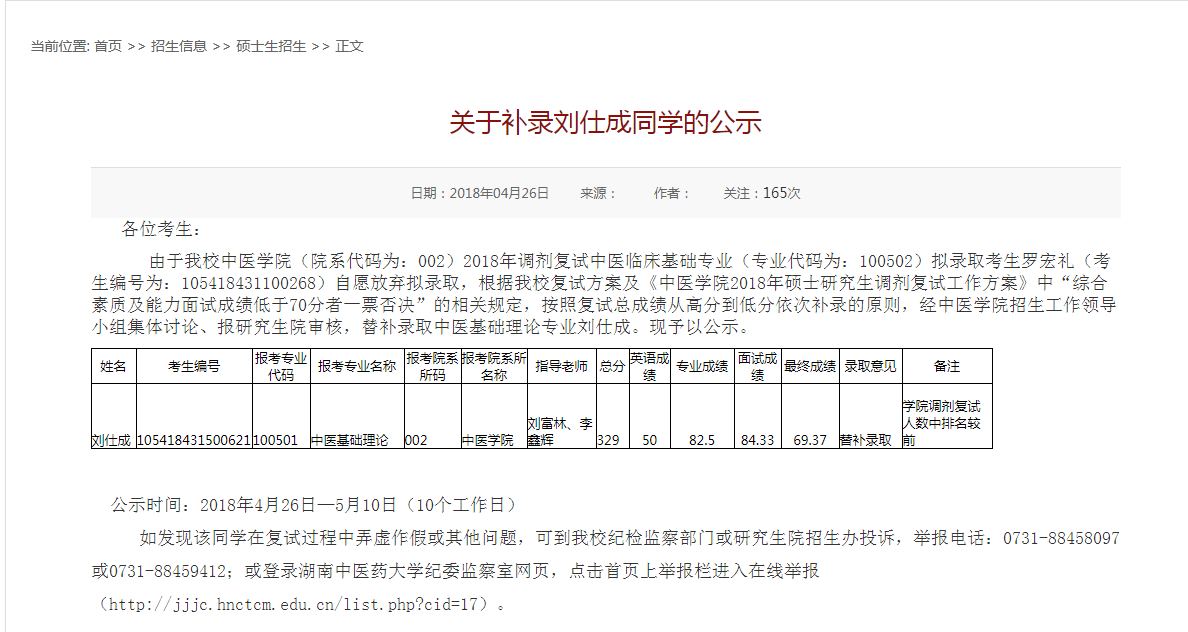 当前位置: 首页 >> 招生信息 >> 硕士生招生 >> 正文
关于补录刘仕成同学的公示
日期：2018年04月26日 来源： 作者： 关注：165次
各位考生：
由于我校中医学院（院系代码为：002）2018年调剂复试中医临床基础专业（专业代码为：100502）拟录取考生罗宏礼（考
生编号为：105418431100268）自愿放弃拟录取，根据我校复试方案及《中医学院2018年硕士研究生调剂复试工作方案》中“综合
素质及能力面试成绩低于70分者一票否决”的相关规定，按照复试总成绩从高分到低分依次补录的原则，经中医学院招生工作领导
小组集体讨论、报研究生院审核，替补录取中医基础理论专业刘仕成。现予以公示。
姓名 考生编号 报考专业代码 报考专业名称 报考院系所码 报考院系所名称 指导老师 总分 英语成绩 专业成绩 面试成绩 最终成绩 录取意见 备注
刘仕成 105418431500621 100501 中医基础理论 002 中医学院 刘富林、李鑫辉 329 50 82.5 84.33 69.37 替补录取 学院调剂复试人数中排名较前
公示时间：2018年4月26日—5月10日（10个工作日）
如发现该同学在复试过程中弄虚作假或其他问题，可到我校纪检监察部门或研究生院招生办投诉，举报电话：0731-88458097
或0731-88459412；或登录湖南中医药大学纪委监察室网页，点击首页上举报栏进入在线举报
（http://jjjc.hnctcm.edu.cn/list.php?cid=17）。